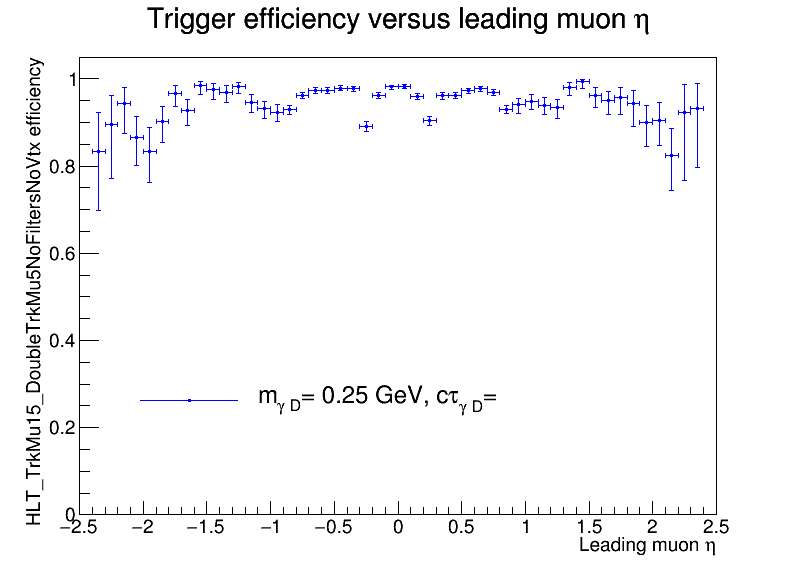 Trigger efficiency versus leading muon η
HLT_TrkMu15_DoubleTrkMu5NoFiltersNoVtx efficiency
1
0.8
0.6
0.4
0.2
0
m_γ D= 0.25 GeV, cτ_γ D=
−2.5 −2 −1.5 −1 −0.5 0 0.5 1 1.5 2 2.5
Leading muon η